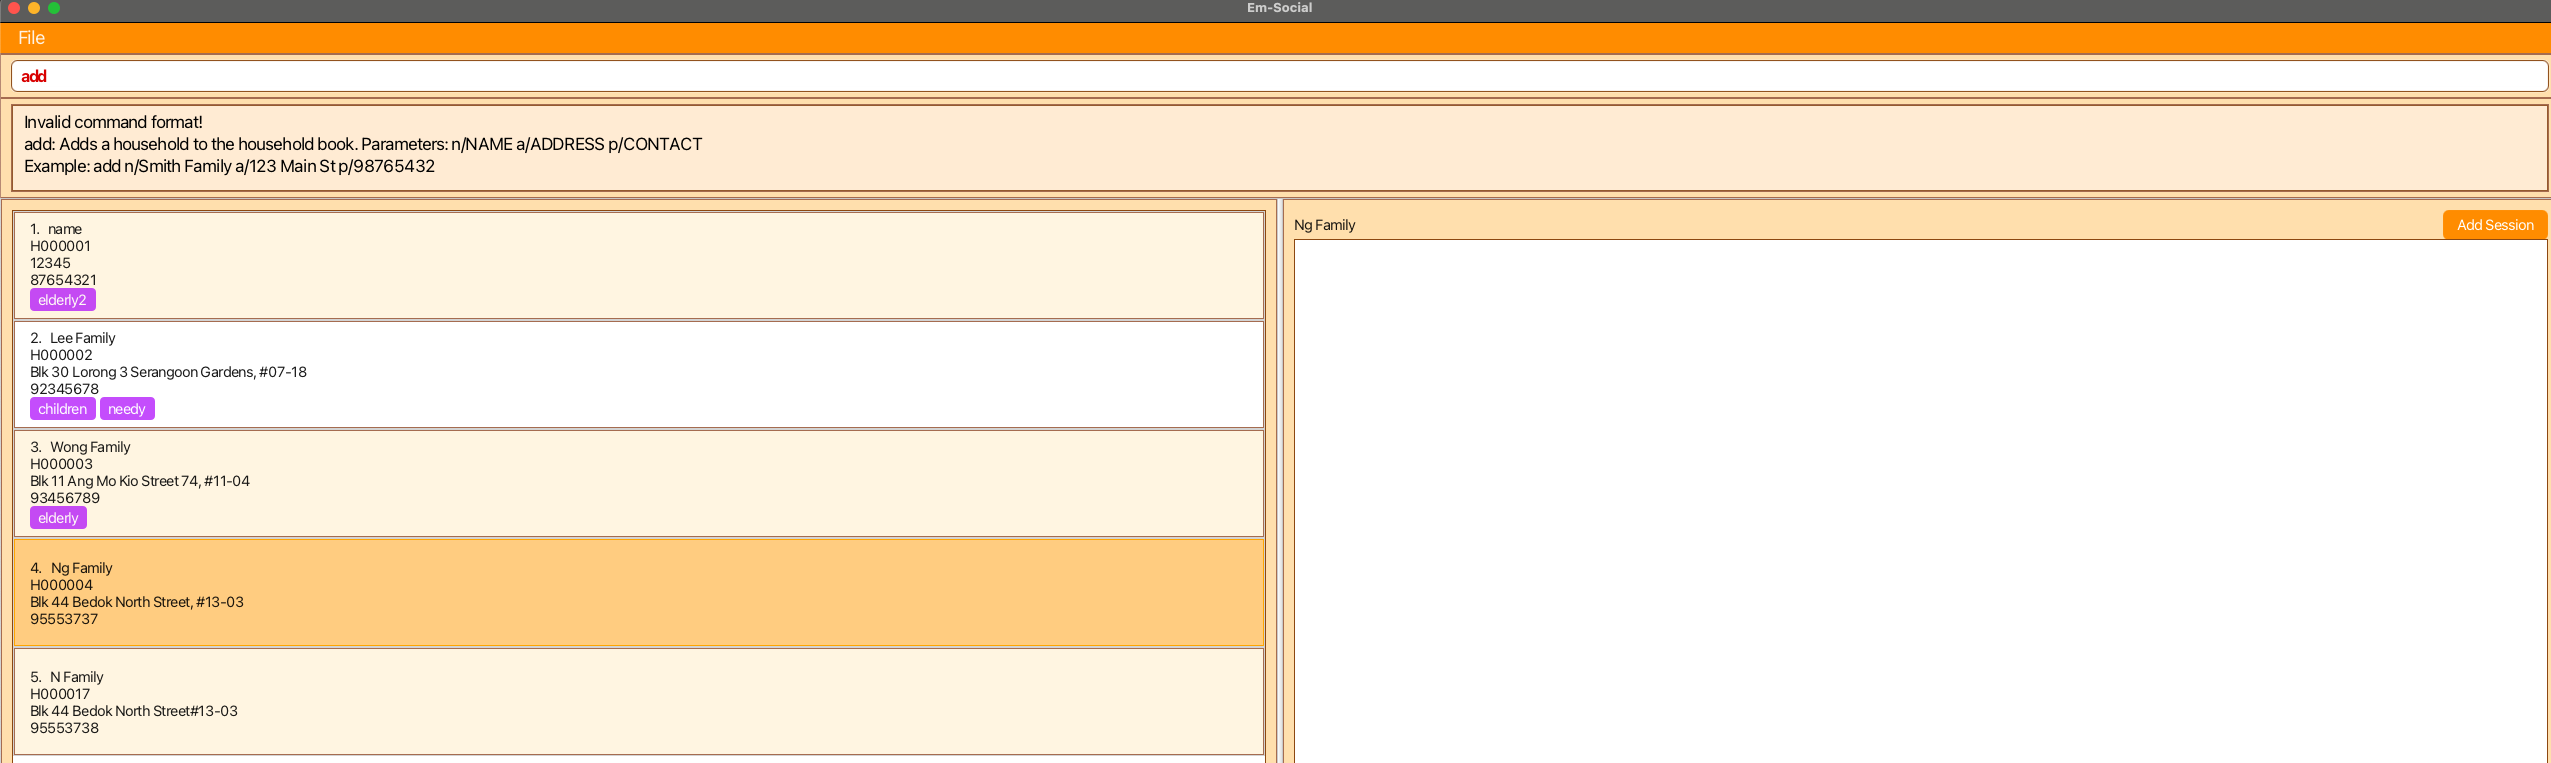 Em-Social
File
add
Invalid command format!
add: Adds a household to the household book. Parameters: n/NAME a/ADDRESS p/CONTACT
Example: add n/Smith Family a/123 Main St p/98765432
1. name
H000001
12345
87654321
elderly2
2. Lee Family
H000002
Blk 30 Lorong 3 Serangoon Gardens, #07-18
92345678
children needy
3. Wong Family
H000003
Blk 11 Ang Mo Kio Street 74, #11-04
93456789
elderly
4. Ng Family
H000004
Blk 44 Bedok North Street, #13-03
95553737
5. N Family
H000017
Blk 44 Bedok North Street#13-03
95553738
Ng Family
Add Session